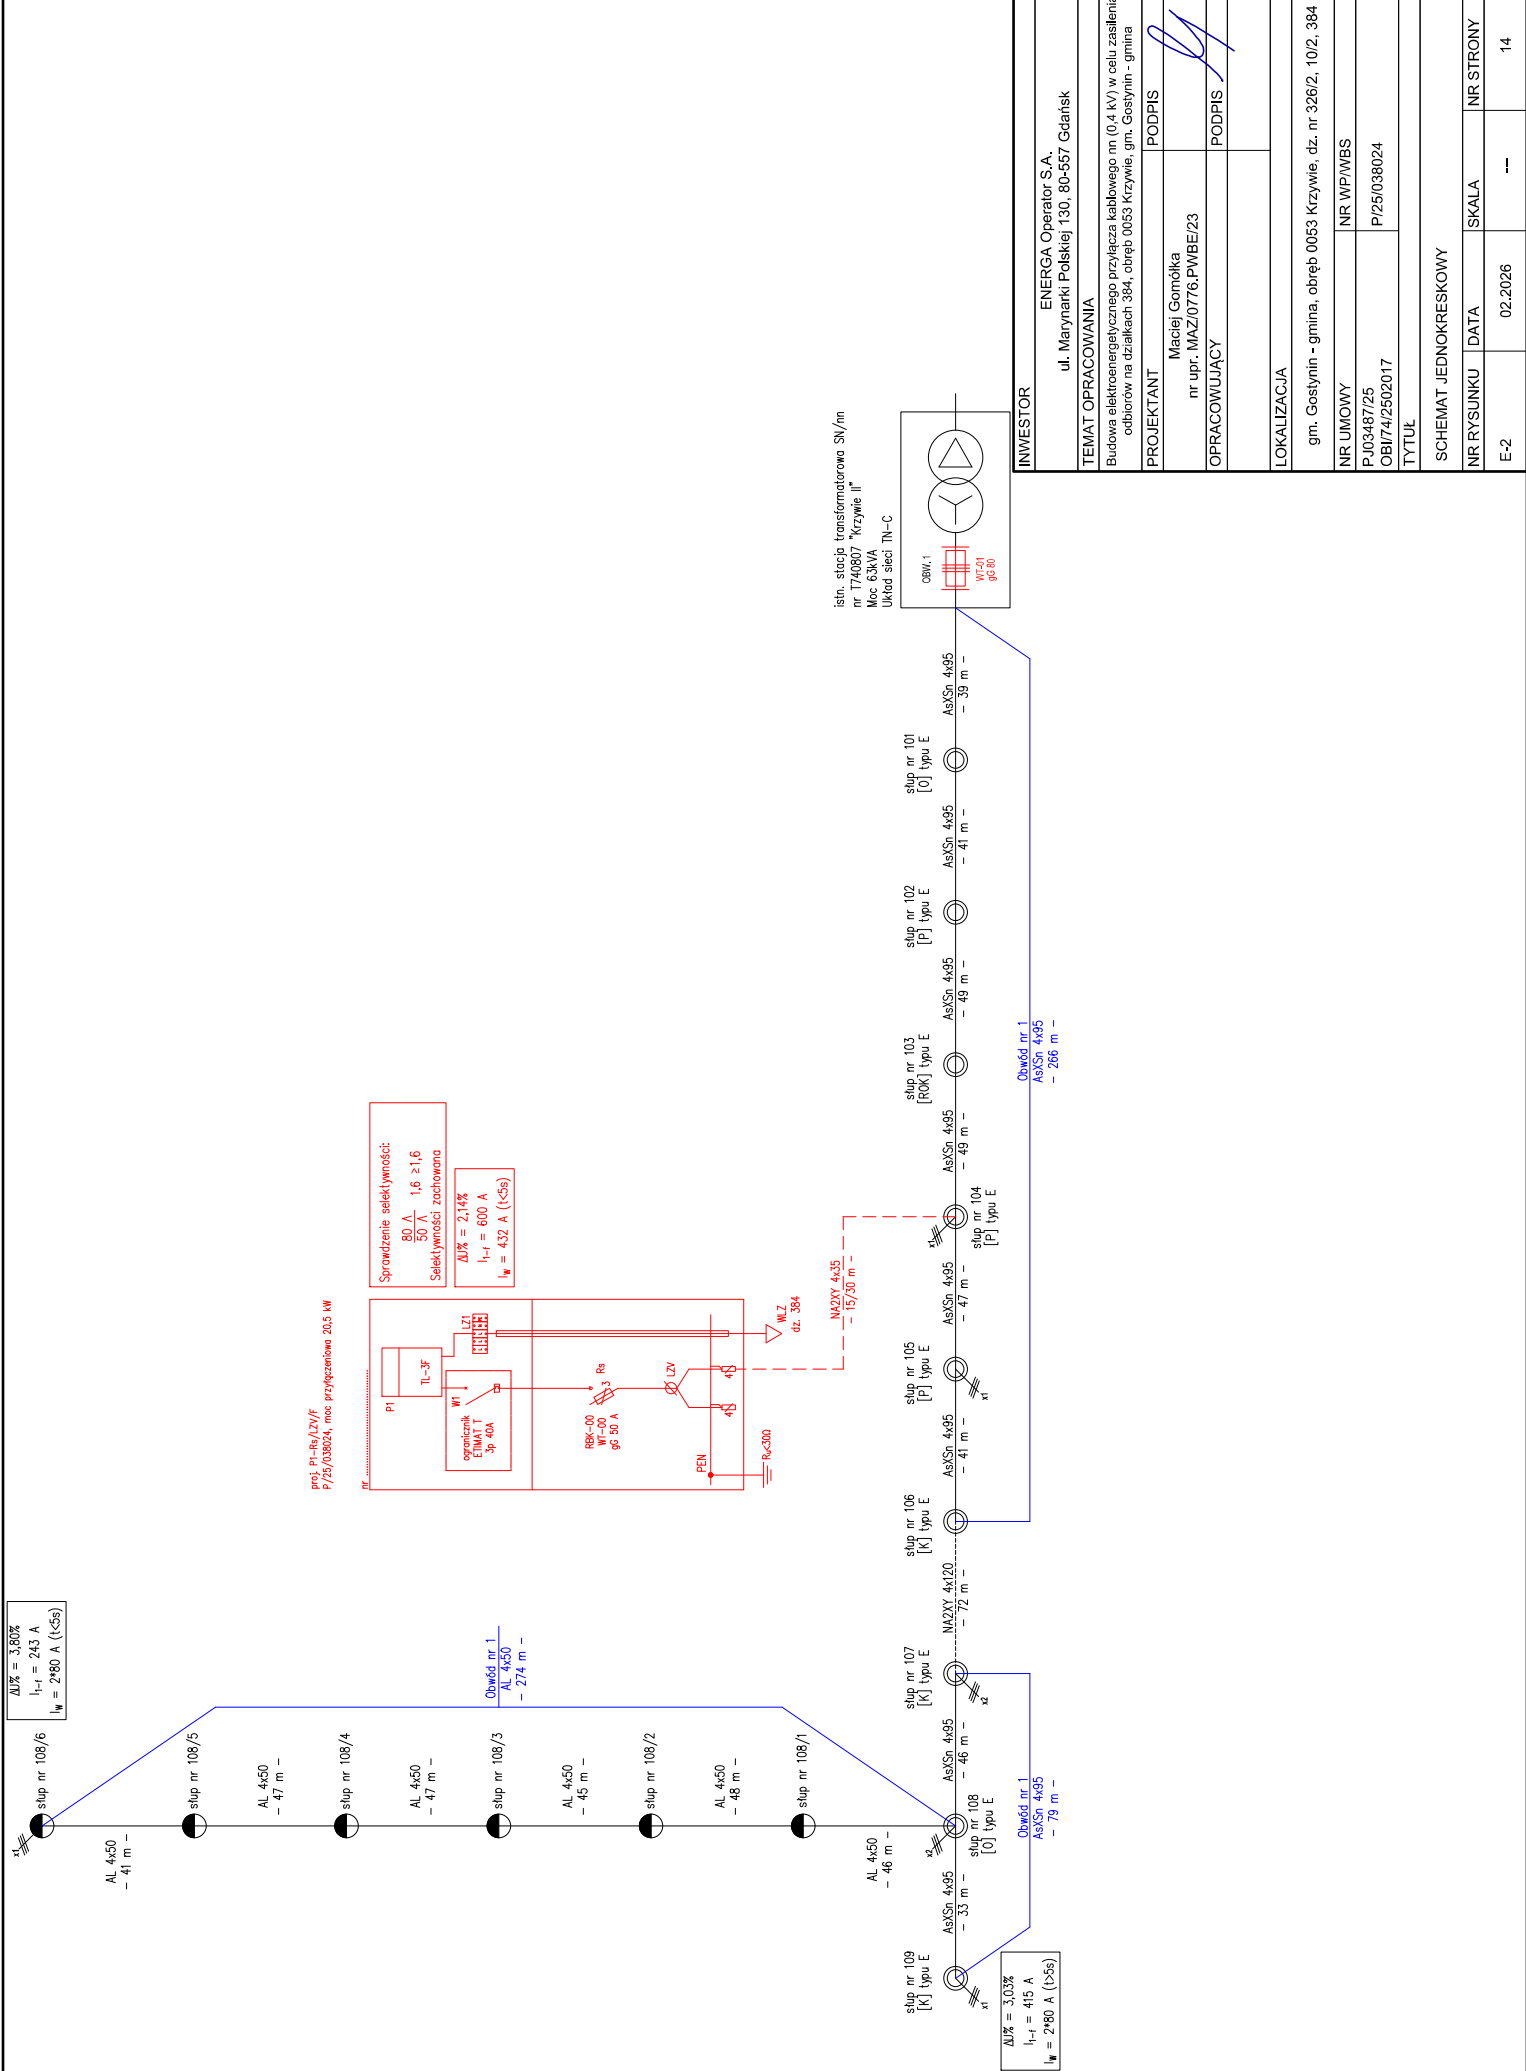 ΔU% = 3,80%
I1-f = 243 A
Iw = 2*80 A (t<5s)
x1
słup nr 108/6
AL 4x50
- 41 m -
słup nr 108/5
AL 4x50
- 47 m -
słup nr 108/4
AL 4x50
- 47 m -
słup nr 108/3
AL 4x50
- 45 m -
słup nr 108/2
AL 4x50
- 48 m -
słup nr 108/1
AL 4x50
- 46 m -
Obwód nr 1
AL 4x50
- 274 m -
proj. P1-Rs/LZV/F
P/25/038024, moc przyłączeniowa 20,5 kW
nr ....................
P1
TL-3F
LZ1
W1
ogranicznik
ETIMAT T
3p 40A
RBK-00
WT-00
gG 50 A
3
Rs
LZV
4
4
PEN
Ru<30Ω
WLZ
dz. 384
Sprawdzenie selektywności:
80 A
50 A
1,6 ≥1,6
Selektywności zachowana
ΔU% = 2,14%
I1-f = 600 A
Iw = 432 A (t<5s)
NA2XY 4x35
- 15/30 m -
słup nr 109
[K] typu E
x1
ΔU% = 3,03%
I1-f = 415 A
Iw = 2*80 A (t>5s)
AsXSn 4x95
- 33 m -
x2
słup nr 108
[O] typu E
AsXSn 4x95
- 46 m -
Obwód nr 1
AsXSn 4x95
- 79 m -
słup nr 107
[K] typu E
x2
NA2XY 4x120
- 72 m -
słup nr 106
[K] typu E
AsXSn 4x95
- 41 m -
słup nr 105
[P] typu E
x1
AsXSn 4x95
- 47 m -
x1
słup nr 104
[P] typu E
AsXSn 4x95
- 49 m -
słup nr 103
[ROK] typu E
AsXSn 4x95
- 49 m -
słup nr 102
[P] typu E
AsXSn 4x95
- 41 m -
słup nr 101
[O] typu E
AsXSn 4x95
- 39 m -
Obwód nr 1
AsXSn 4x95
- 266 m -
istn. stacja transformatorowa SN/nn
nr T740807 "Krzywie II"
Moc 63kVA
Układ sieci TN-C
OBW. 1
WT-01
gG 80
INWESTOR
ENERGA Operator S.A.
ul. Marynarki Polskiej 130, 80-557 Gdańsk
TEMAT OPRACOWANIA
Budowa elektroenergetycznego przyłącza kablowego nn (0,4 kV) w celu zasilenia
odbiorów na działkach 384, obręb 0053 Krzywie, gm. Gostynin - gmina
PROJEKTANT
PODPIS
Maciej Gomółka
nr upr. MAZ/0776.PWBE/23
OPRACOWUJĄCY
PODPIS
LOKALIZACJA
gm. Gostynin - gmina, obręb 0053 Krzywie, dz. nr 326/2, 10/2, 384
NR UMOWY
NR WP/WBS
PJ03487/25
OBI/74/2502017
P/25/038024
TYTUŁ
SCHEMAT JEDNOKRESKOWY
NR RYSUNKU
DATA
SKALA
NR STRONY
E-2
02.2026
---
14